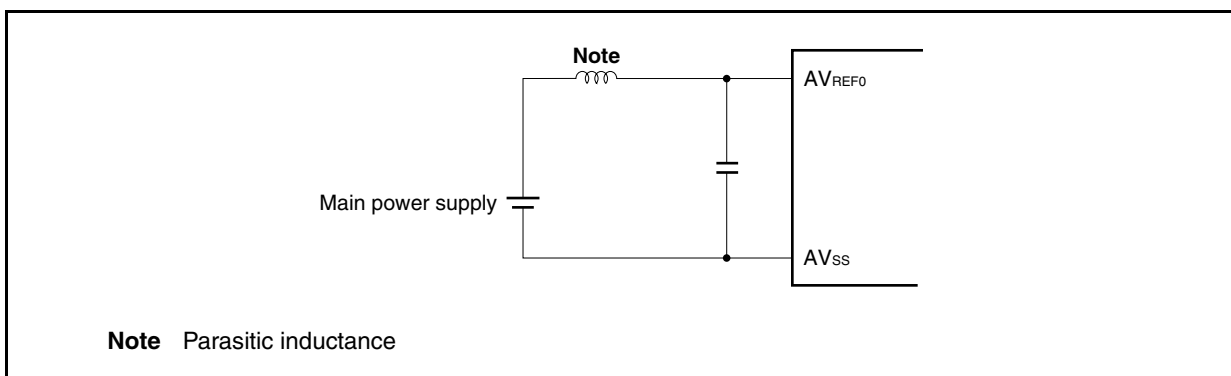 Note
AVREF0
Main power supply
AVSS
Note Parasitic inductance